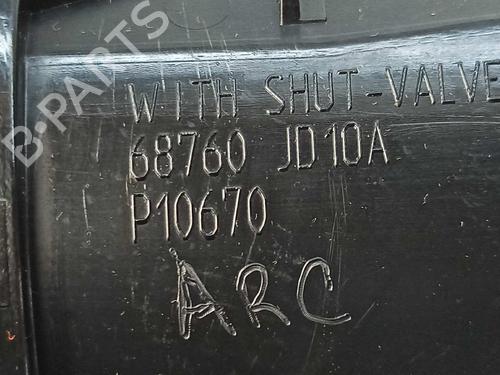 B-PARTS
WITH SHUT-VALVE
68760 JD10A
P10670
ARC